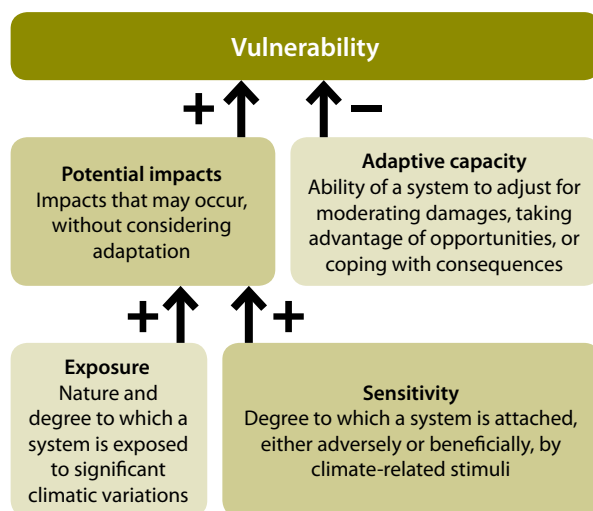 Vulnerability
+
−
Potential impacts
Impacts that may occur,
without considering
adaptation
Adaptive capacity
Ability of a system to adjust for
moderating damages, taking
advantage of opportunities, or
coping with consequences
+
+
Exposure
Nature and
degree to which a
system is exposed
to significant
climatic variations
Sensitivity
Degree to which a system is attached,
either adversely or beneficially, by
climate-related stimuli